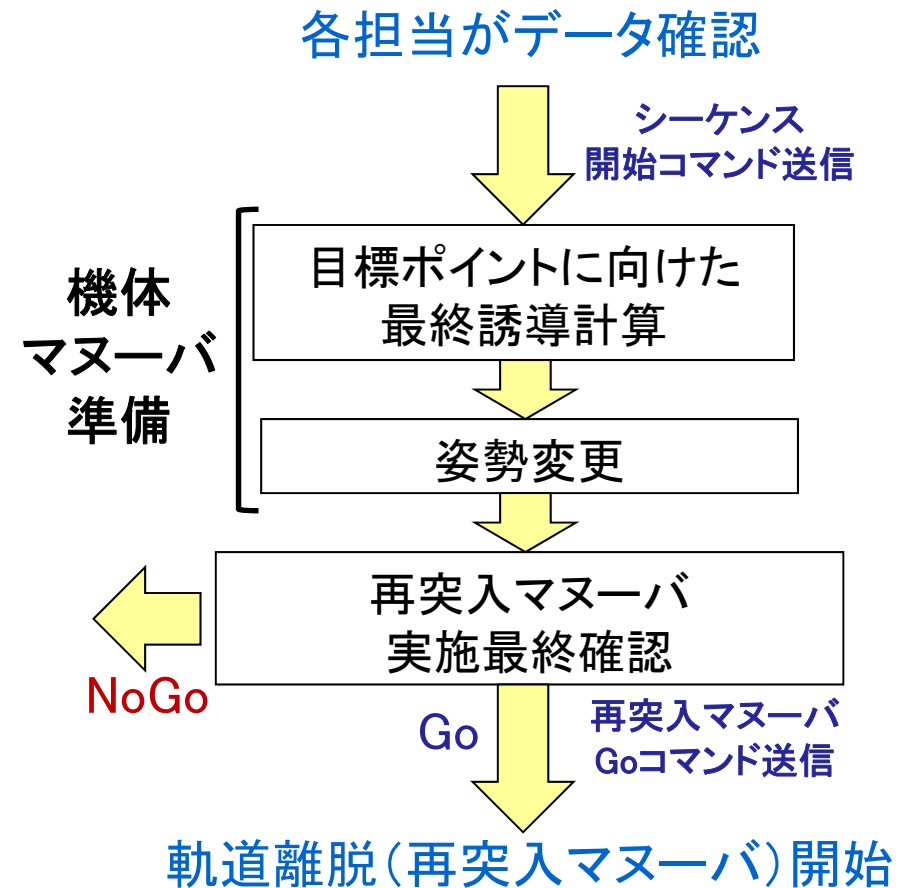 各担当がデータ確認
シーケンス
開始コマンド送信
機体
マヌーバ
準備
目標ポイントに向けた
最終誘導計算
姿勢変更
再突入マヌーバ
実施最終確認
NoGo
Go
再突入マヌーバ
Goコマンド送信
軌道離脱(再突入マヌーバ)開始